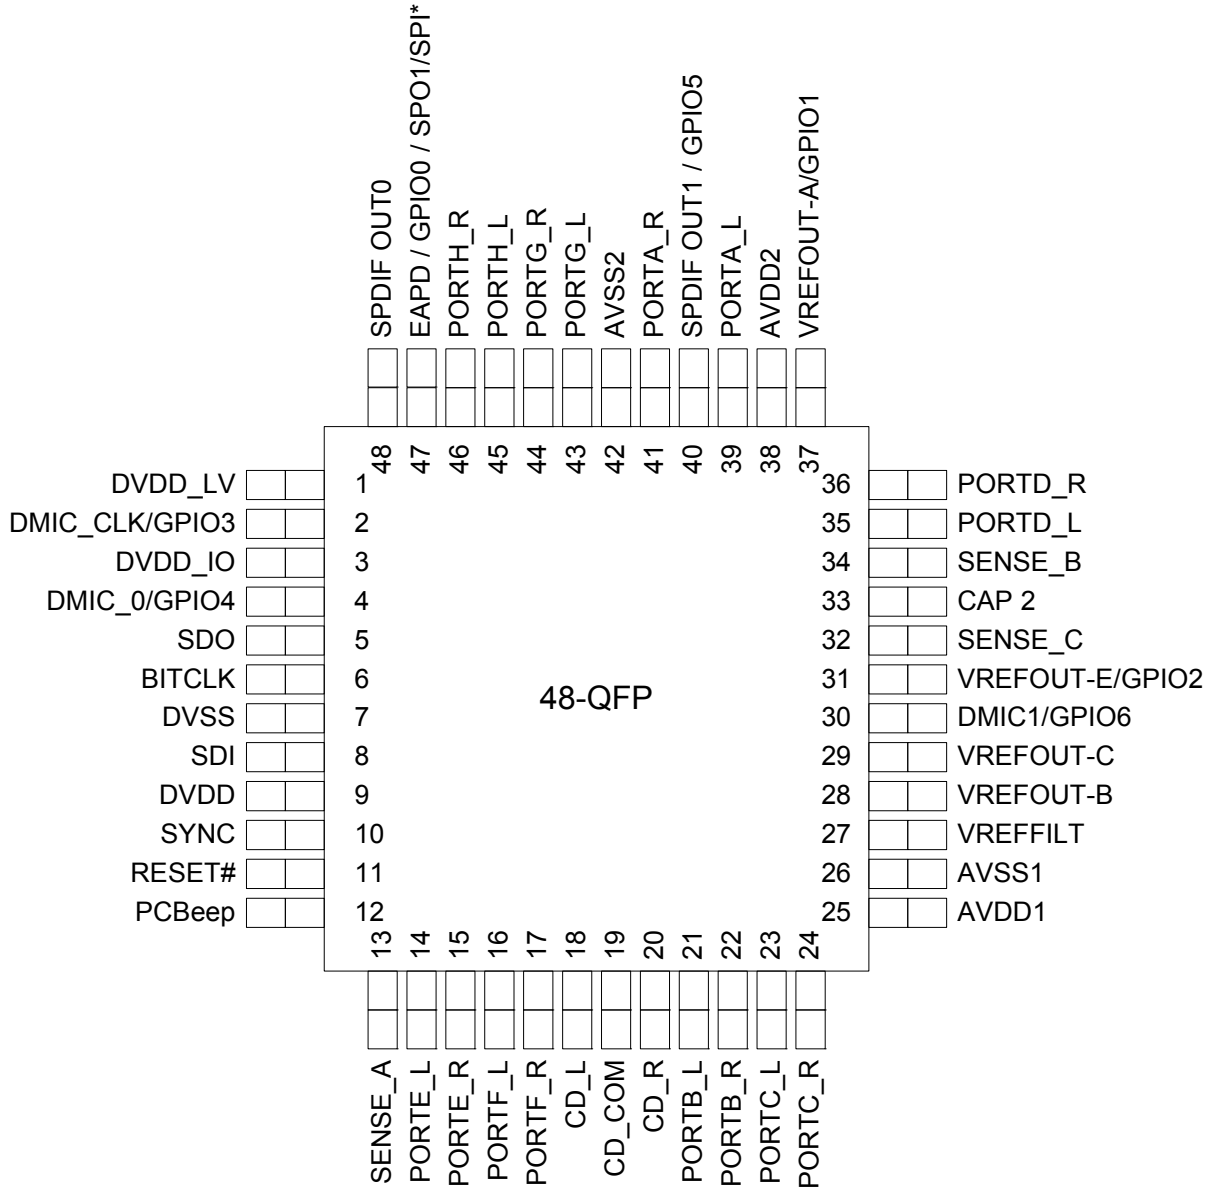 SPDIF OUT0
EAPD / GPIO0 / SPO1/SPI*
PORTH_R
PORTH_L
PORTG_R
PORTG_L
AVSS2
PORTA_R
SPDIF OUT1 / GPIO5
PORTA_L
AVDD2
VREFOUT-A/GPIO1
48
47
46
45
44
43
42
41
40
39
38
37
DVDD_LV 1
DMIC_CLK/GPIO3 2
DVDD_IO 3
DMIC_0/GPIO4 4
SDO 5
BITCLK 6
DVSS 7
SDI 8
DVDD 9
SYNC 10
RESET# 11
PCBeep 12
48-QFP
36 PORTD_R
35 PORTD_L
34 SENSE_B
33 CAP 2
32 SENSE_C
31 VREFOUT-E/GPIO2
30 DMIC1/GPIO6
29 VREFOUT-C
28 VREFOUT-B
27 VREFFILT
26 AVSS1
25 AVDD1
13
14
15
16
17
18
19
20
21
22
23
24
SENSE_A
PORTE_L
PORTE_R
PORTF_L
PORTF_R
CD_L
CD_COM
CD_R
PORTB_L
PORTB_R
PORTC_L
PORTC_R